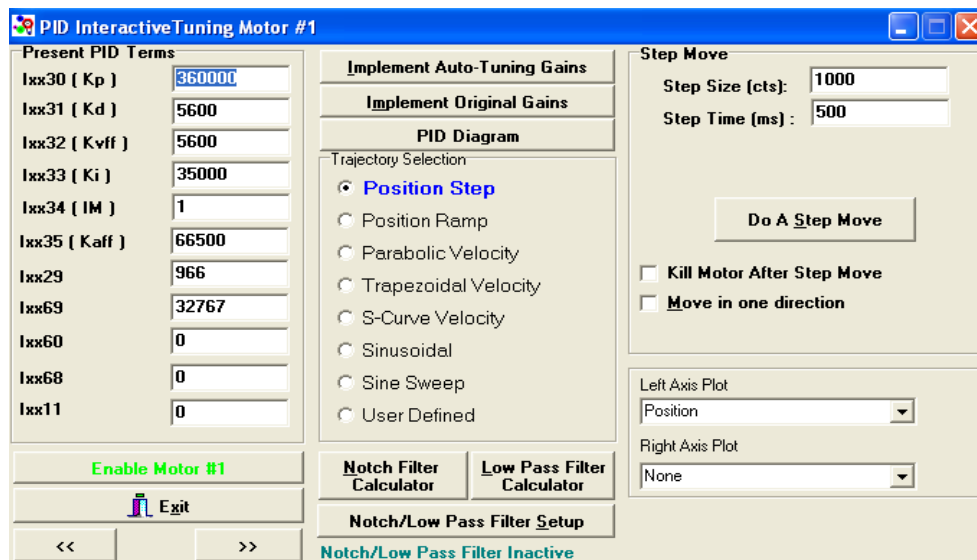 PID InteractiveTuning Motor #1
Present PID Terms
Ixx30 ( Kp ) 360000
Ixx31 ( Kd ) 5600
Ixx32 ( Kvff ) 5600
Ixx33 ( Ki ) 35000
Ixx34 ( IM ) 1
Ixx35 ( Kaff ) 66500
Ixx29 966
Ixx69 32767
Ixx60 0
Ixx68 0
Ixx11 0
Enable Motor #1
Exit
<< >>
Implement Auto-Tuning Gains
Implement Original Gains
PID Diagram
Trajectory Selection
Position Step
Position Ramp
Parabolic Velocity
Trapezoidal Velocity
S-Curve Velocity
Sinusoidal
Sine Sweep
User Defined
Notch Filter
Calculator
Low Pass Filter
Calculator
Notch/Low Pass Filter Setup
Notch/Low Pass Filter Inactive
Step Move
Step Size (cts): 1000
Step Time (ms) : 500
Do A Step Move
Kill Motor After Step Move
Move in one direction
Left Axis Plot
Position
Right Axis Plot
None